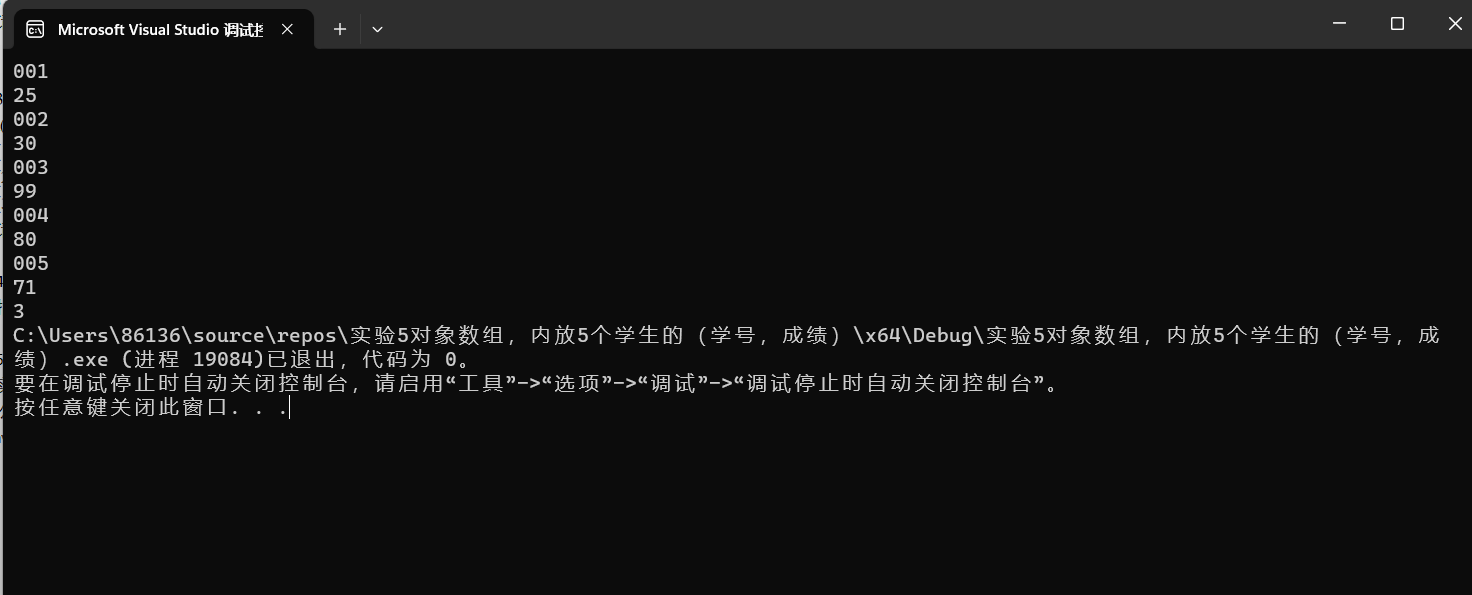 Microsoft Visual Studio 调试控
001
25
002
30
003
99
004
80
005
71
3
C:\Users\86136\source\repos\实验5对象数组，内放5个学生的（学号，成绩）\x64\Debug\实验5对象数组，内放5个学生的（学号，成
绩）.exe (进程 19084)已退出，代码为 0。
要在调试停止时自动关闭控制台，请启用“工具”->“选项”->“调试”->“调试停止时自动关闭控制台”。
按任意键关闭此窗口. . .